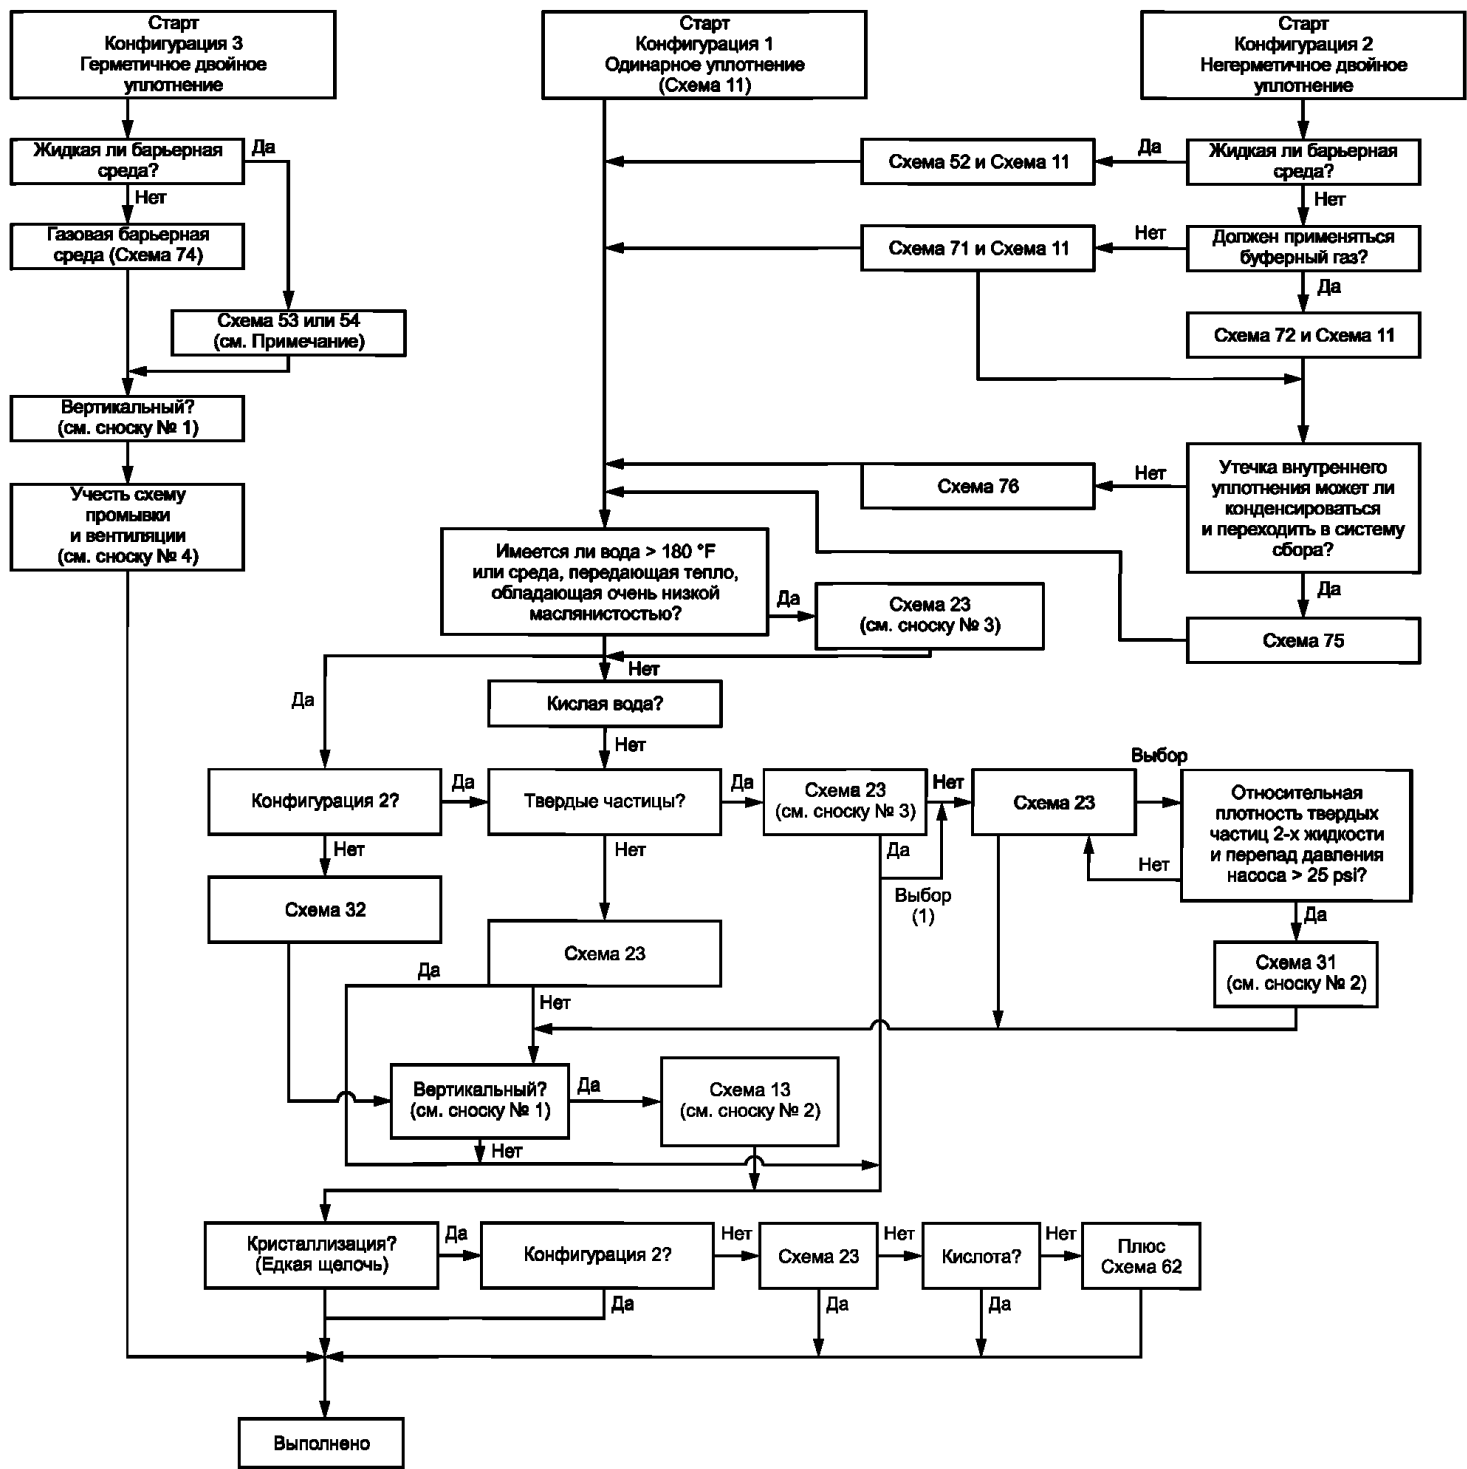 Старт
Конфигурация 3
Герметичное двойное
уплотнение
Старт
Конфигурация 1
Одинарное уплотнение
(Схема 11)
Старт
Конфигурация 2
Негерметичное двойное
уплотнение
Жидкая ли барьерная
среда?
Да
Нет
Схема 52 и Схема 11
Да
Жидкая ли барьерная
среда?
Нет
Газовая барьерная
среда (Схема 74)
Схема 71 и Схема 11
Нет
Должен применяться
буферный газ?
Да
Схема 53 или 54
(см. Примечание)
Схема 72 и Схема 11
Вертикальный?
(см. сноску № 1)
Учесть схему
промывки
и вентиляции
(см. сноску № 4)
Схема 76
Нет
Утечка внутреннего
уплотнения может ли
конденсироваться
и переходить в систему
сбора?
Да
Имеется ли вода > 180 °F
или среда, передающая тепло,
обладающая очень низкой
маслянистостью?
Да
Схема 23
(см. сноску № 3)
Схема 75
Нет
Да
Кислая вода?
Нет
Конфигурация 2?
Да
Твердые частицы?
Да
Схема 23
(см. сноску № 3)
Нет
Схема 23
Выбор
Относительная
плотность твердых
частиц 2-х жидкости
и перепад давления
насоса > 25 psi?
Нет
Нет
Да
Нет
Выбор
(1)
Да
Схема 32
Схема 23
Схема 31
(см. сноску № 2)
Да
Нет
Вертикальный?
(см. сноску № 1)
Да
Схема 13
(см. сноску № 2)
Нет
Кристаллизация?
(Едкая щелочь)
Да
Конфигурация 2?
Нет
Схема 23
Нет
Кислота?
Нет
Плюс
Схема 62
Да
Да
Да
Выполнено